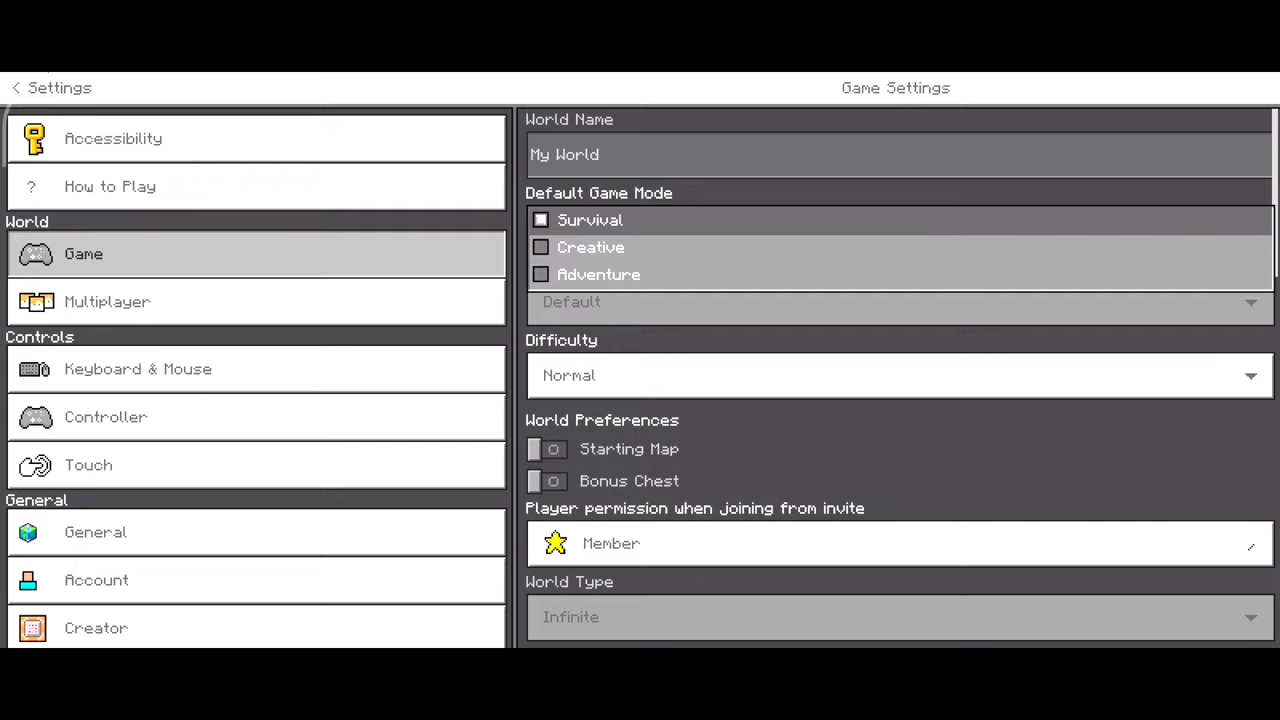 Settings
Game Settings
Accessibility
? How to Play
World
Game
Multiplayer
Controls
Keyboard & Mouse
Controller
Touch
General
General
Account
Creator
World Name
My World
Default Game Mode
Survival
Creative
Adventure
Default
Difficulty
Normal
World Preferences
Starting Map
Bonus Chest
Player permission when joining from invite
Member
World Type
Infinite